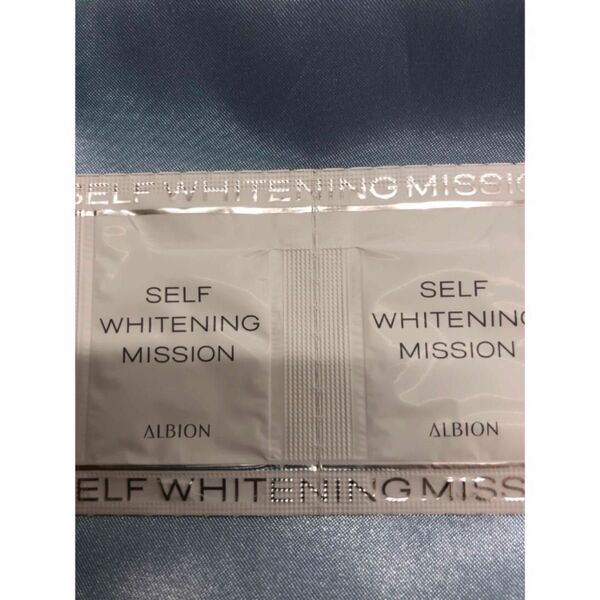 SELF WHITENING MISSIO
SELF
WHITENING
MISSION
ALBION
SELF
WHITENING
MISSION
ALBION
SELF WHITENING MISS